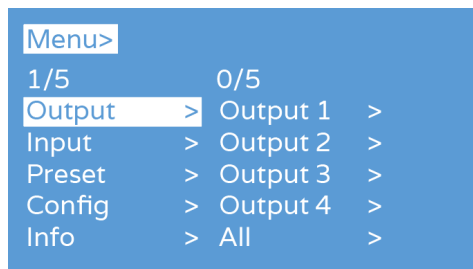 Menu>
1/5 0/5
Output > Output 1 >
Input > Output 2 >
Preset > Output 3 >
Config > Output 4 >
Info > All >